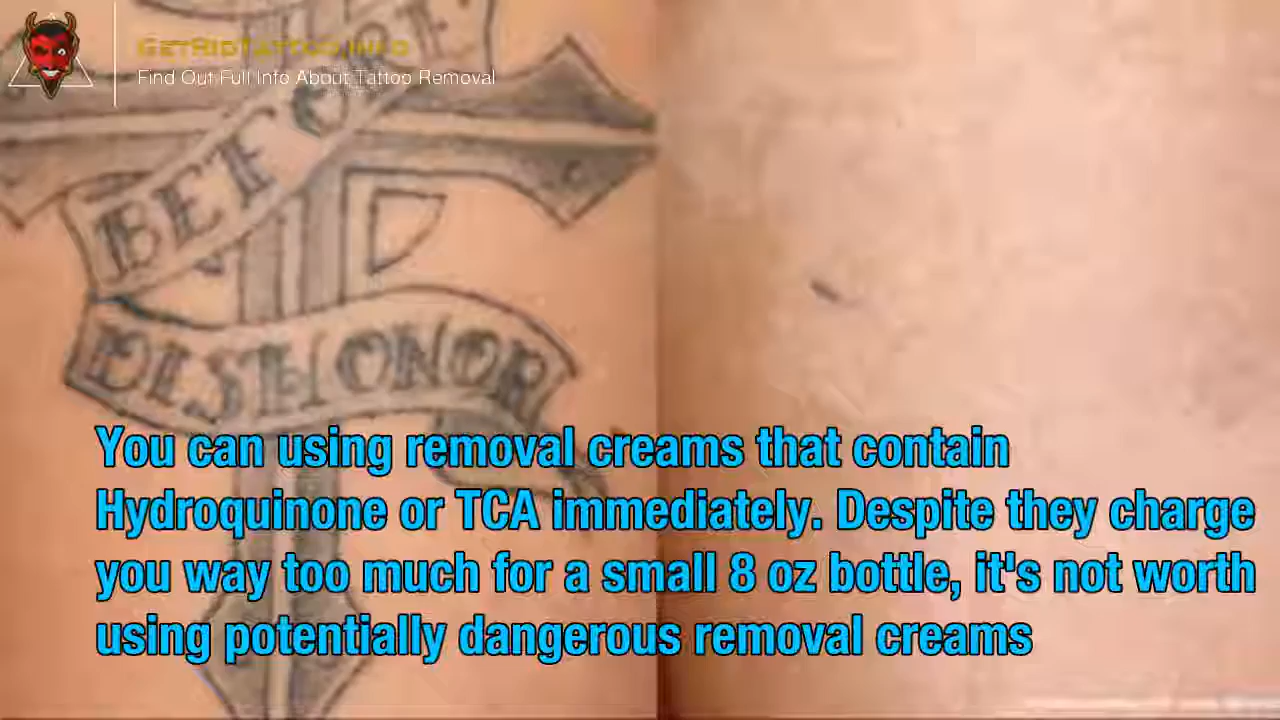 GetRidTattoo.Info
Find Out Full Info About Tattoo Removal
BEFORE
DISHONOR
You can using removal creams that contain
Hydroquinone or TCA immediately. Despite they charge
you way too much for a small 8 oz bottle, it's not worth
using potentially dangerous removal creams